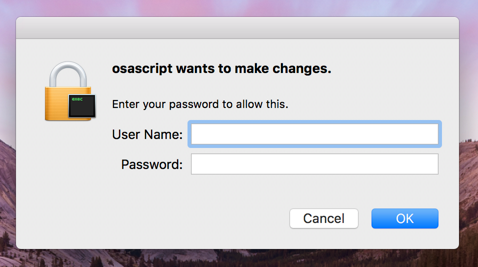 osascript wants to make changes.
Enter your password to allow this.
User Name:
Password:
Cancel
OK